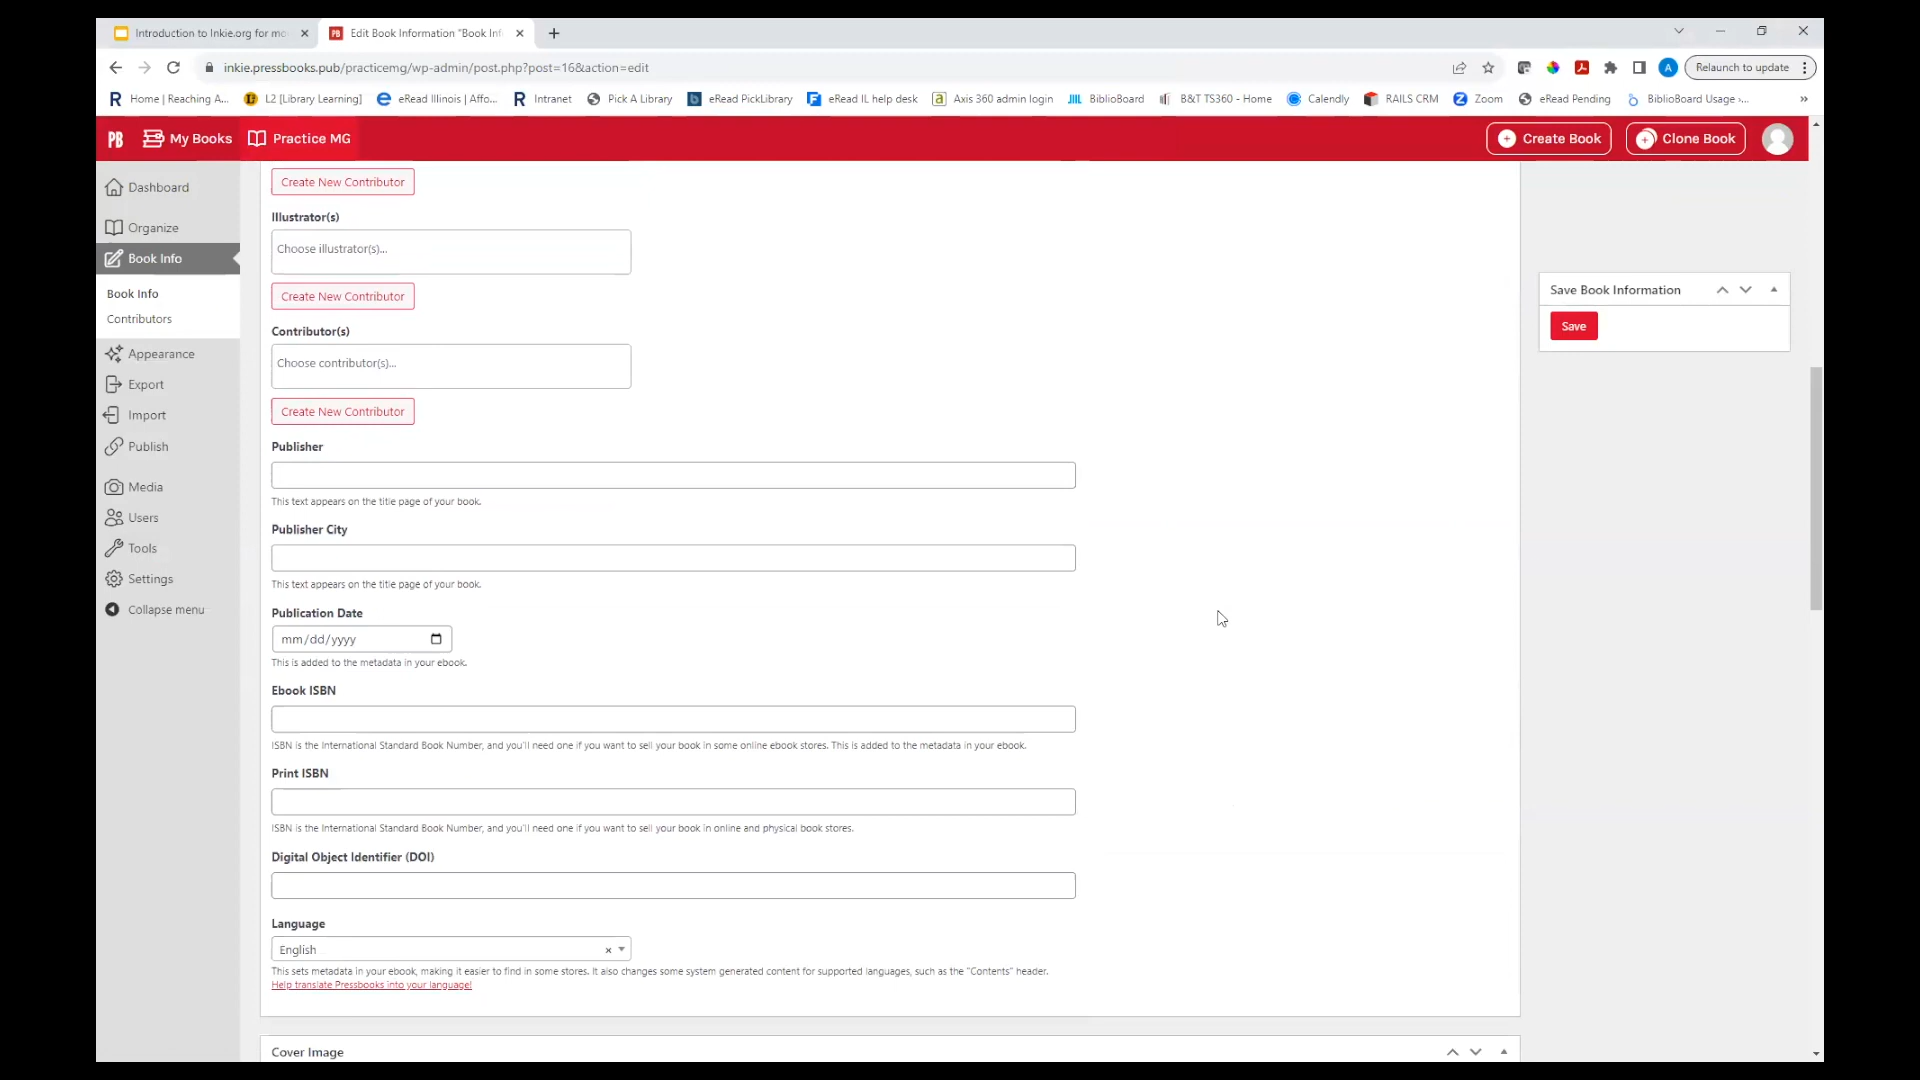 Introduction to Inkie.org for mo
Edit Book Information "Book Inf
inkie.pressbooks.pub/practicemg/wp-admin/post.php?post=16&action=edit
Relaunch to update
Home | Reaching A...
L2 [Library Learning]
eRead Illinois | Affo...
Intranet
Pick A Library
eRead PickLibrary
eRead IL help desk
Axis 360 admin login
BiblioBoard
B&T TS360 - Home
Calendly
RAILS CRM
Zoom
eRead Pending
BiblioBoard Usage ›...
PB
My Books
Practice MG
Create Book
Clone Book
Dashboard
Organize
Book Info
Book Info
Contributors
Appearance
Export
Import
Publish
Media
Users
Tools
Settings
Collapse menu
Create New Contributor
Illustrator(s)
Choose illustrator(s)...
Create New Contributor
Contributor(s)
Choose contributor(s)...
Create New Contributor
Publisher
This text appears on the title page of your book.
Publisher City
This text appears on the title page of your book.
Publication Date
mm/dd/yyyy
This is added to the metadata in your ebook.
Ebook ISBN
ISBN is the International Standard Book Number, and you'll need one if you want to sell your book in some online ebook stores. This is added to the metadata in your ebook.
Print ISBN
ISBN is the International Standard Book Number, and you'll need one if you want to sell your book in online and physical book stores.
Digital Object Identifier (DOI)
Language
English
This sets metadata in your ebook, making it easier to find in some stores. It also changes some system generated content for supported languages, such as the "Contents" header.
Help translate Pressbooks into your language!
Cover Image
Save Book Information
Save